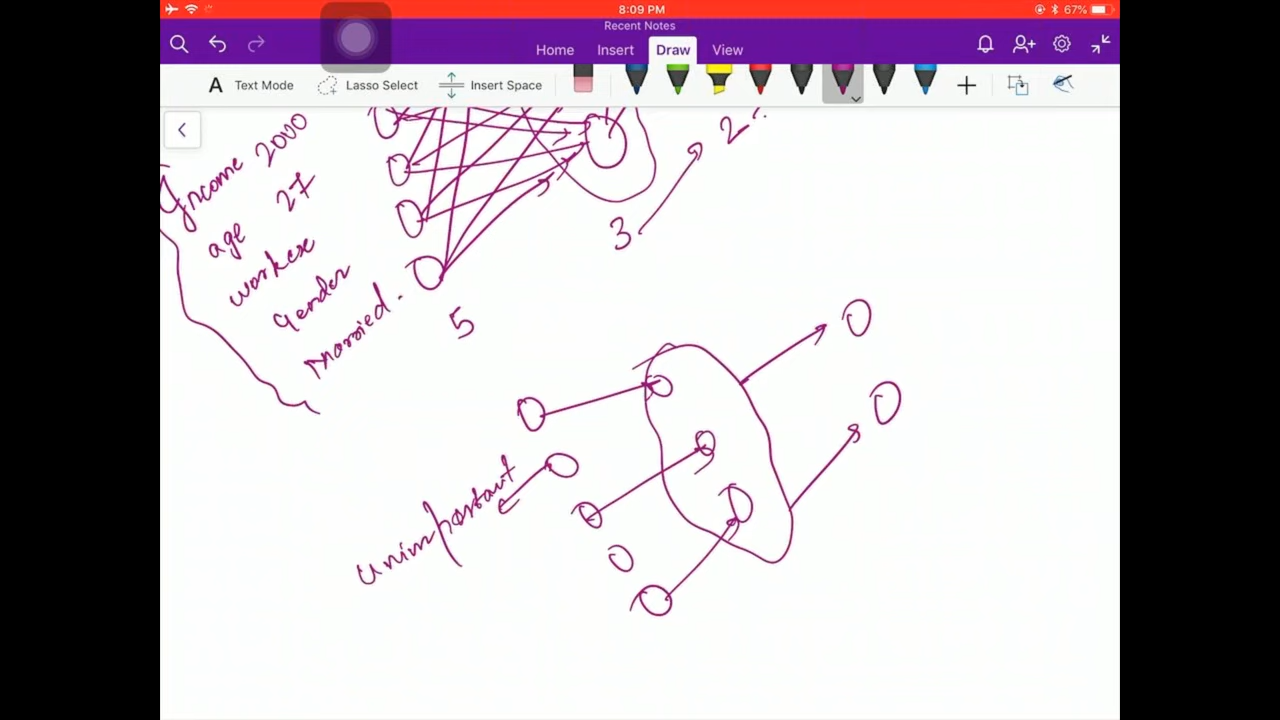 8:09 PM
67%
Recent Notes
Home Insert Draw View
A Text Mode Lasso Select Insert Space
Income 2000
age 27
workex
gender
Married.
5
3
2.
unimportant